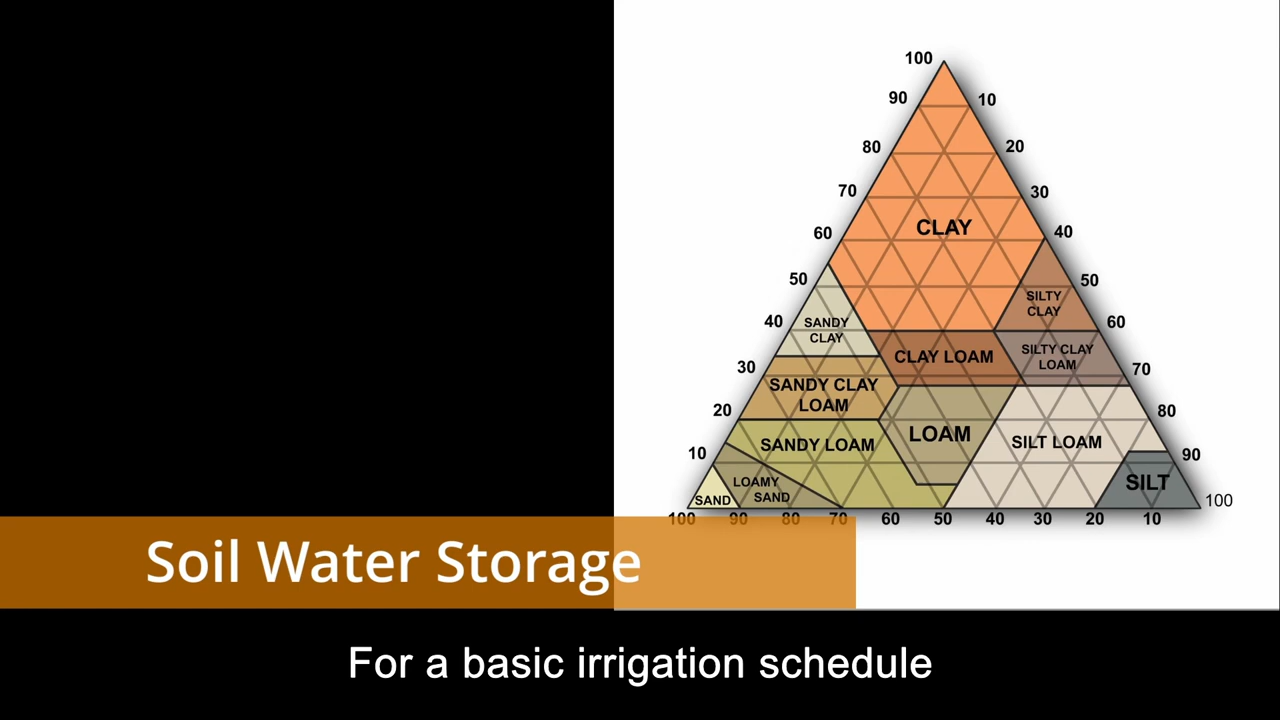 100
90
10
80
20
70
30
CLAY
60
40
50
50
SILTY
CLAY
40
SANDY
CLAY
60
30
CLAY LOAM
SILTY CLAY
LOAM
70
SANDY CLAY
LOAM
20
80
LOAM
SANDY LOAM
SILT LOAM
10
90
LOAMY
SAND
SILT
SAND
100
100
90
80
70
60
50
40
30
20
10
Soil Water Storage
For a basic irrigation schedule